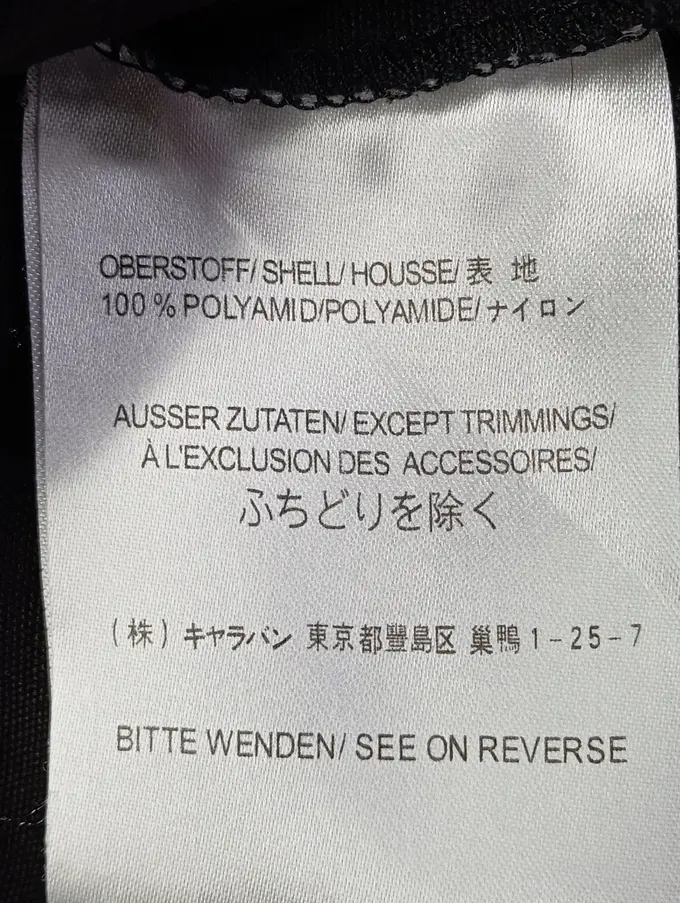 OBERSTOFF/ SHELL/ HOUSSE/ 表 地
100 % POLYAMID/POLYAMIDE/ ナイロン
AUSSER ZUTATEN/ EXCEPT TRIMMINGS/
À L'EXCLUSION DES ACCESSOIRES/
ふちどりを除く
(株) キャラバン 東京都豐島区 巣鴨1-25-7
BITTE WENDEN/ SEE ON REVERSE